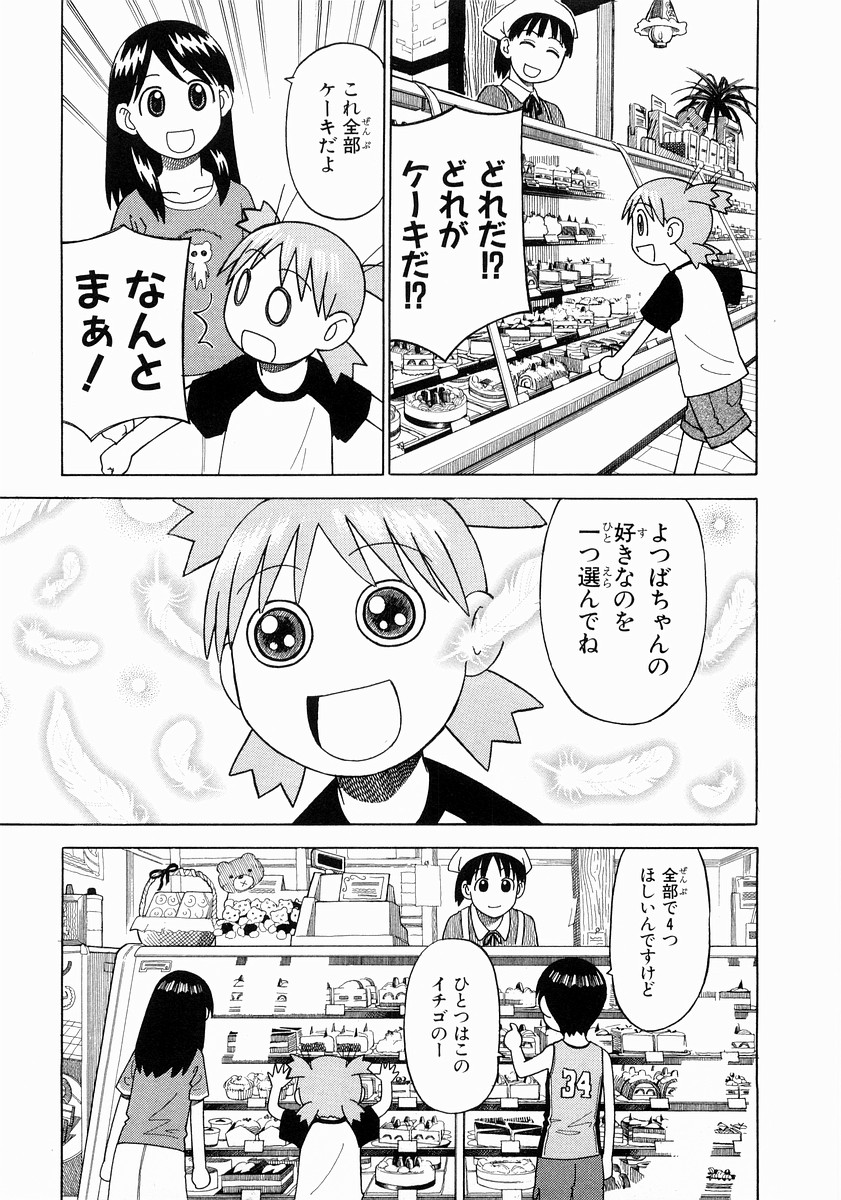 どれだ!?
どれが
ケーキだ!?
これ全部
ケーキだよ
なんと
まぁ!
よつばちゃんの
好きなのを
一つ選んでね
全部で4つ
ほしいんですけど
ひとつはこの
イチゴのー
34